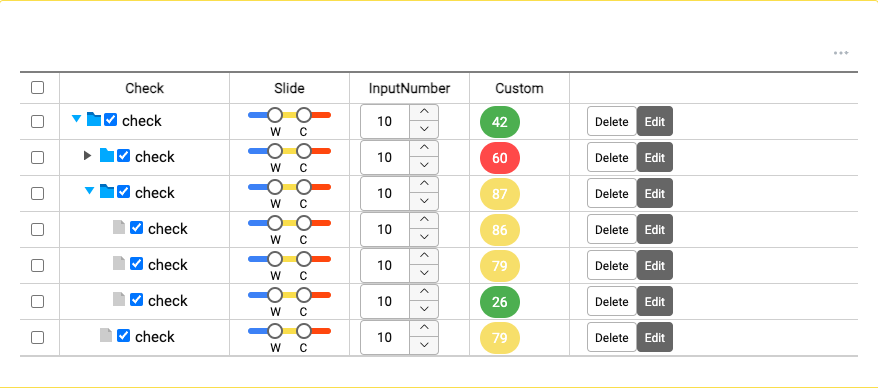 ...
Check Slide InputNumber Custom
check W C 10 42 Delete Edit
check W C 10 60 Delete Edit
check W C 10 87 Delete Edit
check W C 10 86 Delete Edit
check W C 10 79 Delete Edit
check W C 10 26 Delete Edit
check W C 10 79 Delete Edit